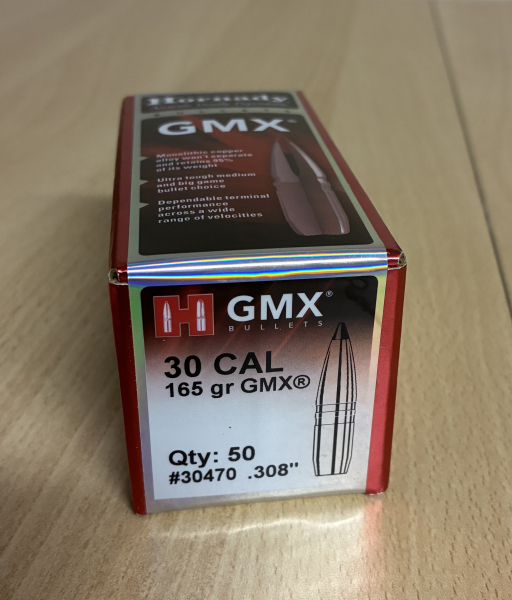 Hornady
BULLETS
GMX®
Monolithic copper
alloy won't seperate
and retains 95%
of its weight
Ultra tough medium
and big game
bullet choice
Dependable terminal
performance
across a wide
range of velocities
H GMX®
BULLETS
30 CAL
165 gr GMX®
Qty: 50
#30470 .308"